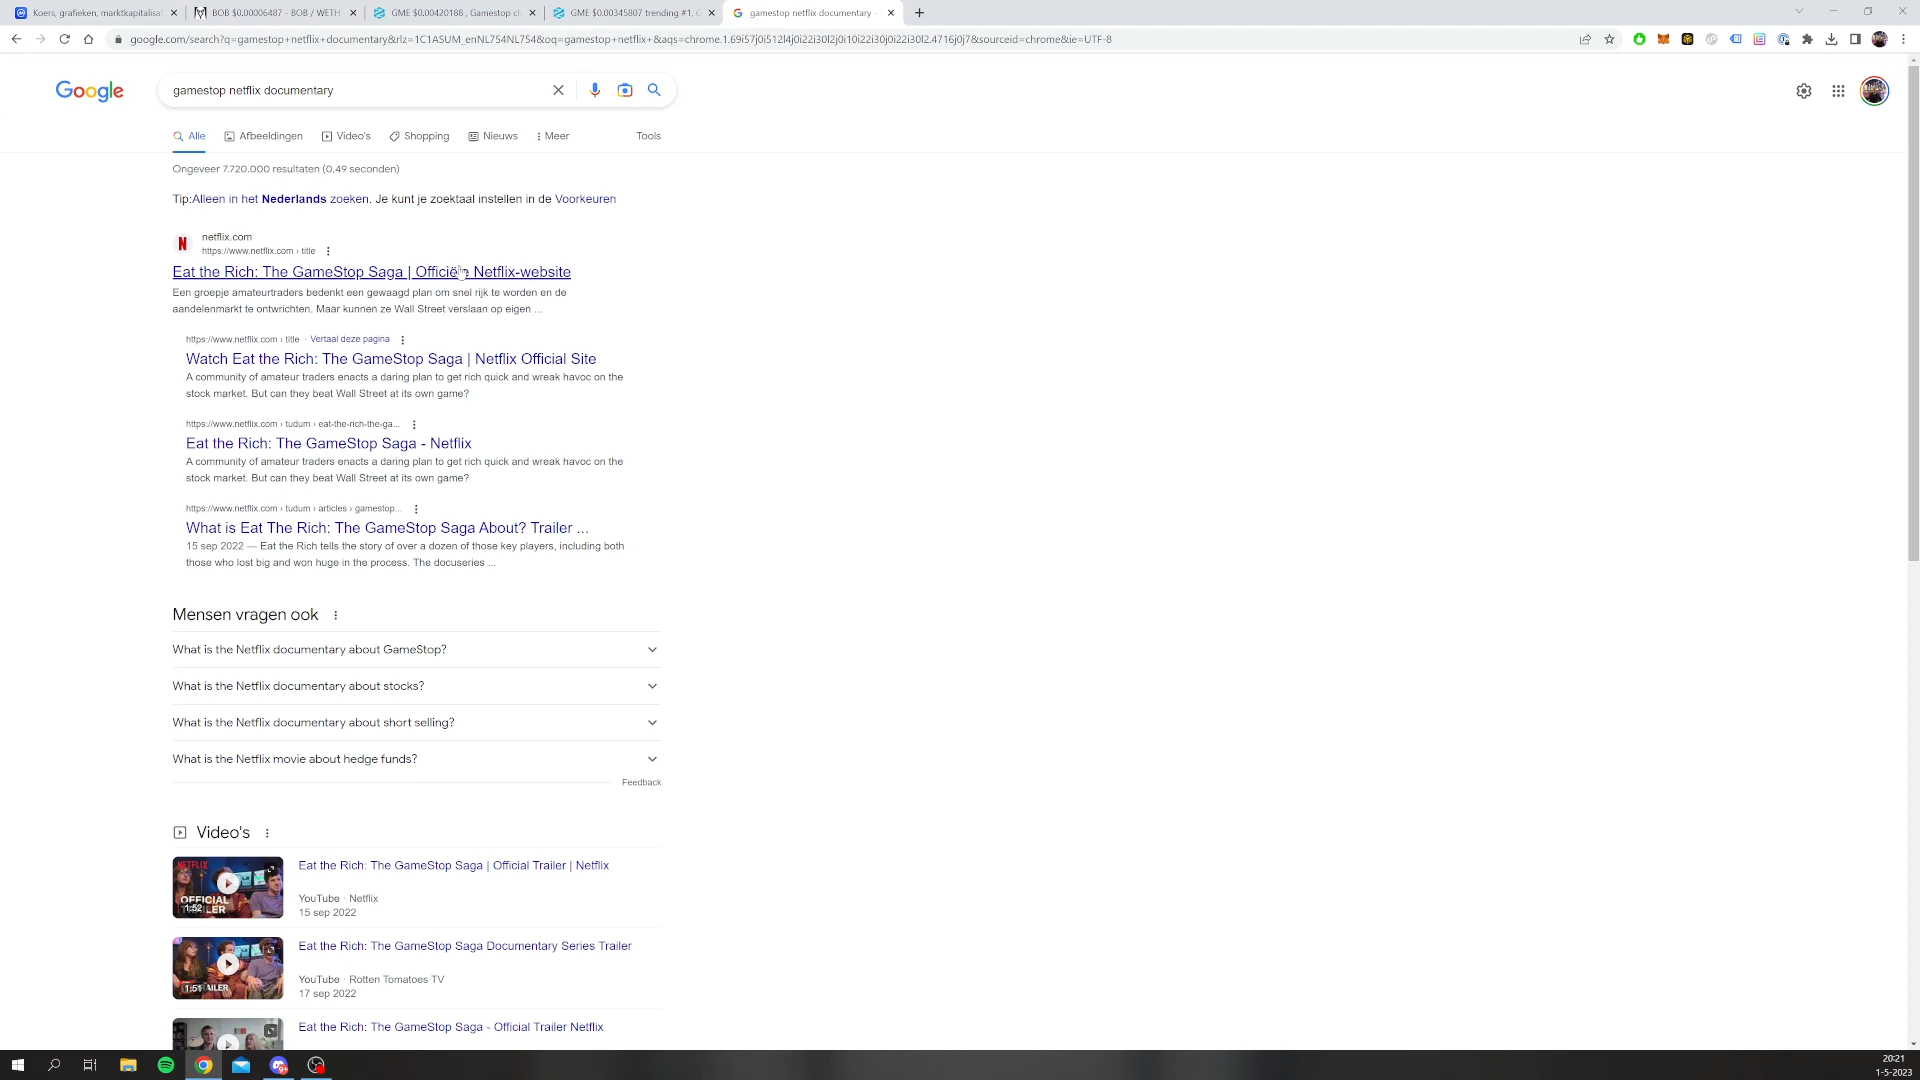 Koers, grafieken, marktkapitalisat
BOB $0.00006487 - BOB / WETH
GME $0.00420188 , Gamestop ch
GME $0.00345807 trending #1, G
gamestop netflix documentary -
google.com/search?q=gamestop+netflix+documentary&rlz=1C1ASUM_enNL754NL754&oq=gamestop+netflix+&aqs=chrome.1.69i57j0i512l4j0i22i30l2j0i10i22i30j0i22i30l2.4716j0j7&sourceid=chrome&ie=UTF-8
Google
gamestop netflix documentary
Alle
Afbeeldingen
Video's
Shopping
Nieuws
Meer
Tools
Ongeveer 7.720.000 resultaten (0,49 seconden)
Tip:Alleen in het Nederlands zoeken. Je kunt je zoektaal instellen in de Voorkeuren
netflix.com
https://www.netflix.com › title
Eat the Rich: The GameStop Saga | Officiële Netflix-website
Een groepje amateurtraders bedenkt een gewaagd plan om snel rijk te worden en de
aandelenmarkt te ontwrichten. Maar kunnen ze Wall Street verslaan op eigen ...
https://www.netflix.com › title · Vertaal deze pagina
Watch Eat the Rich: The GameStop Saga | Netflix Official Site
A community of amateur traders enacts a daring plan to get rich quick and wreak havoc on the
stock market. But can they beat Wall Street at its own game?
https://www.netflix.com › tudum › eat-the-rich-the-ga...
Eat the Rich: The GameStop Saga - Netflix
A community of amateur traders enacts a daring plan to get rich quick and wreak havoc on the
stock market. But can they beat Wall Street at its own game?
https://www.netflix.com › tudum › articles › gamestop...
What is Eat The Rich: The GameStop Saga About? Trailer ...
15 sep 2022 — Eat the Rich tells the story of over a dozen of those key players, including both
those who lost big and won huge in the process. The docuseries ...
Mensen vragen ook
What is the Netflix documentary about GameStop?
What is the Netflix documentary about stocks?
What is the Netflix documentary about short selling?
What is the Netflix movie about hedge funds?
Feedback
Video's
NETFLIX
OFFICIAL
1:52
Eat the Rich: The GameStop Saga | Official Trailer | Netflix
YouTube · Netflix
15 sep 2022
1:51
Eat the Rich: The GameStop Saga Documentary Series Trailer
YouTube · Rotten Tomatoes TV
17 sep 2022
Eat the Rich: The GameStop Saga - Official Trailer Netflix
20:21
1-5-2023